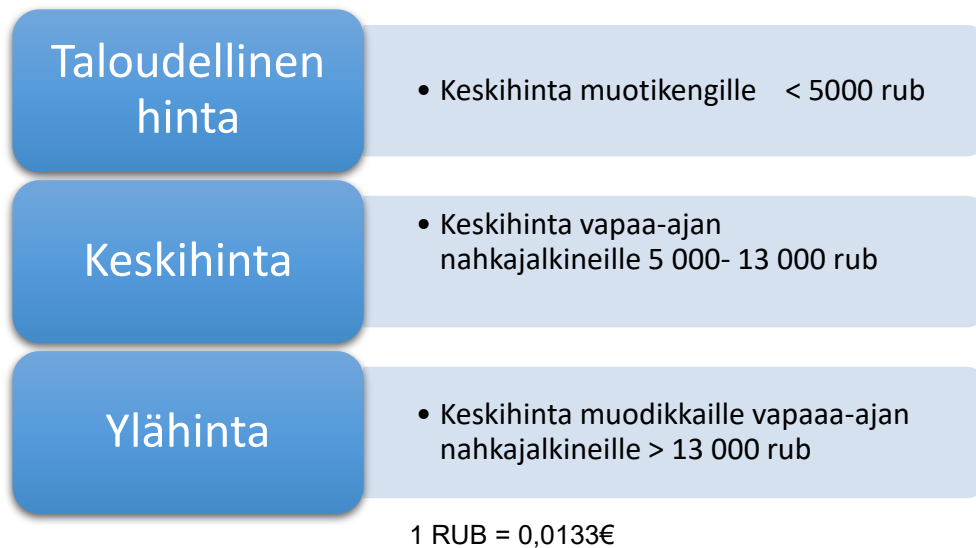 Taloudellinen
hinta
• Keskihinta muotikengille < 5000 rub
Keskihinta
• Keskihinta vapaa-ajan
nahkajalkineille 5 000- 13 000 rub
Ylähinta
• Keskihinta muodikkaille vapaaa-ajan
nahkajalkineille > 13 000 rub
1 RUB = 0,0133€